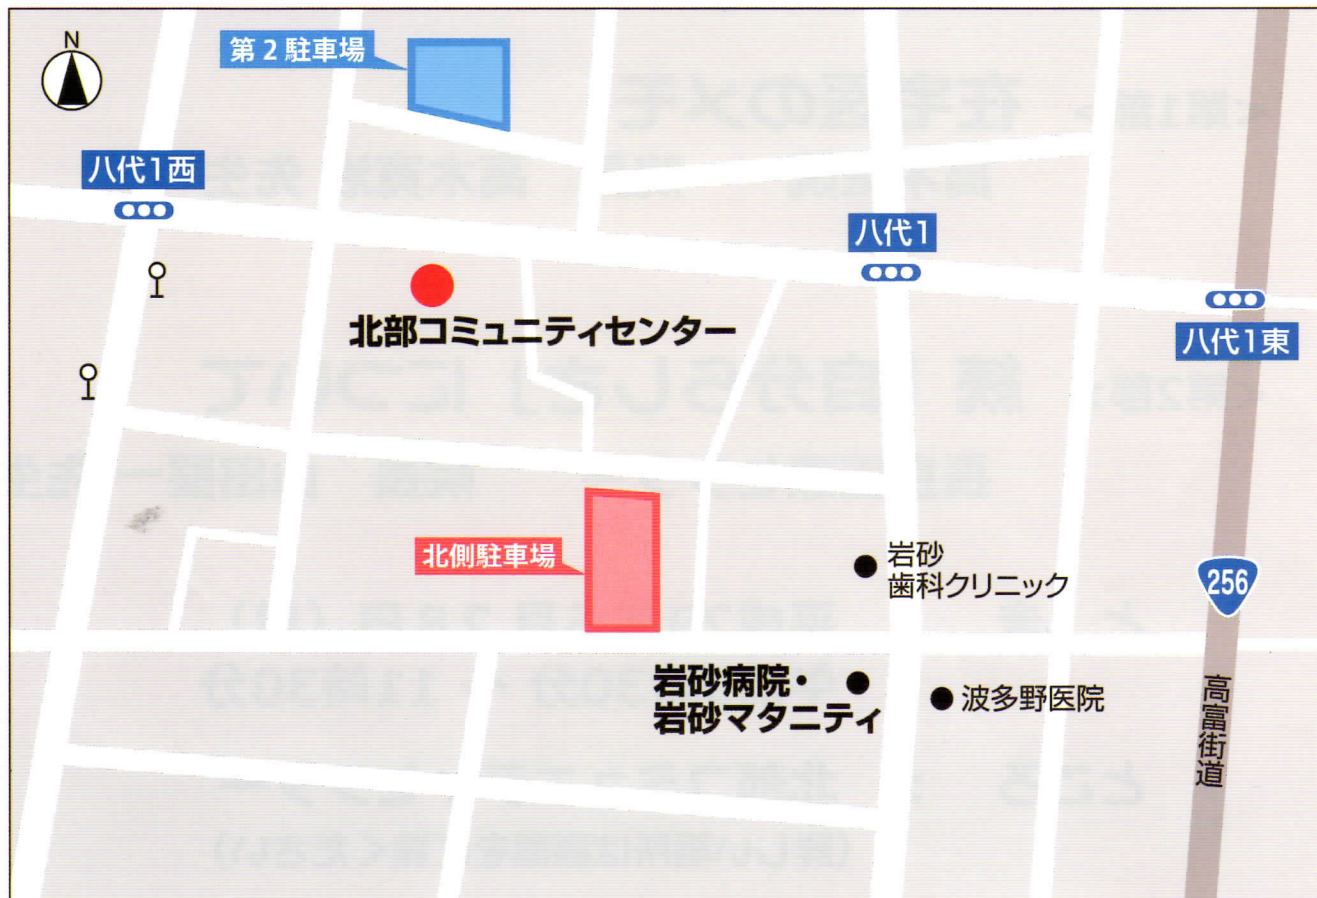 N
第2駐車場
八代1西
八代1
八代1東
北部コミュニティセンター
北側駐車場
岩砂
歯科クリニック
256
岩砂病院・
岩砂マタニティ
波多野医院
高富街道